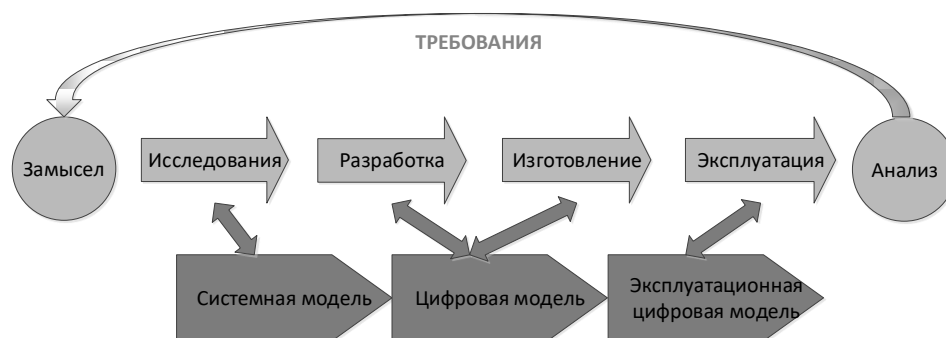 ТРЕБОВАНИЯ
Замысел
Исследования
Разработка
Изготовление
Эксплуатация
Анализ
Системная модель
Цифровая модель
Эксплуатационная
цифровая модель